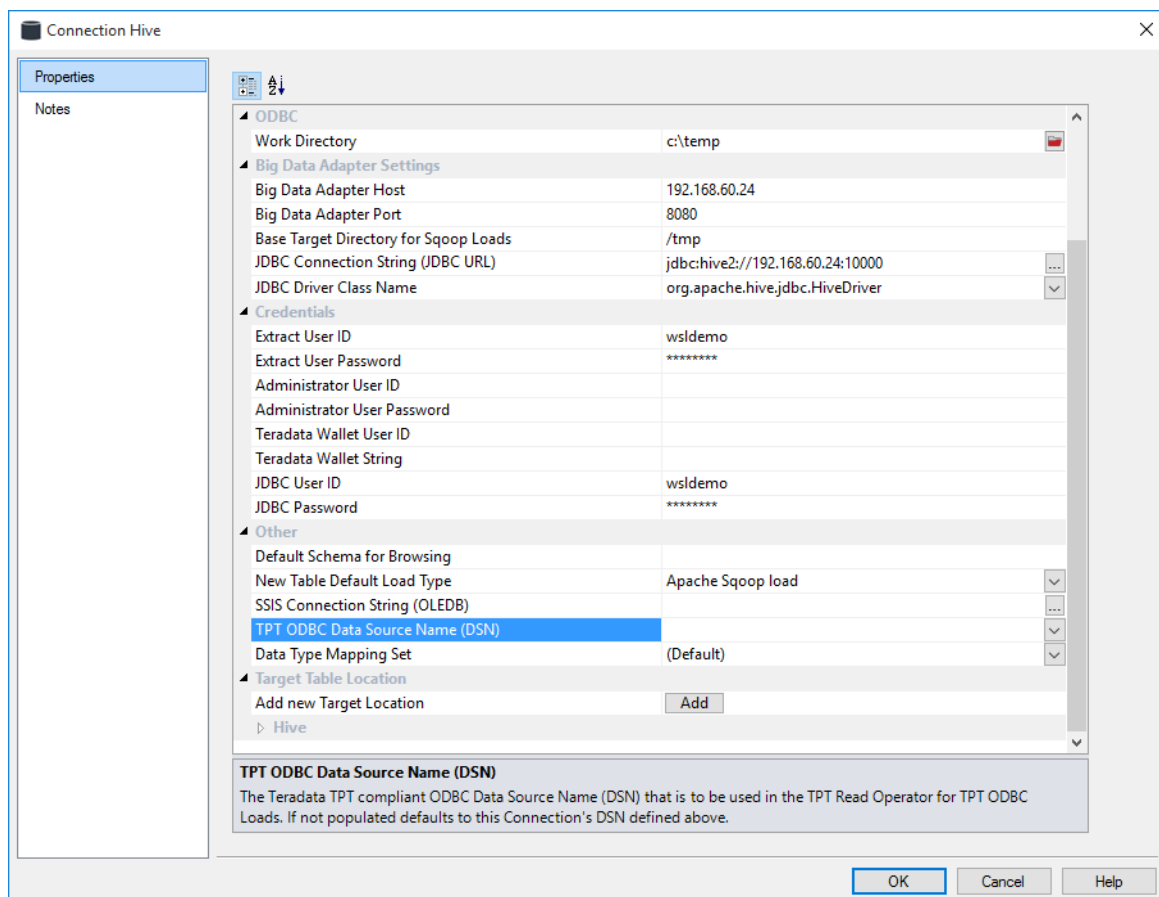 Connection Hive
Properties
Notes
ODBC
Work Directory c:\temp
Big Data Adapter Settings
Big Data Adapter Host 192.168.60.24
Big Data Adapter Port 8080
Base Target Directory for Sqoop Loads /tmp
JDBC Connection String (JDBC URL) jdbc:hive2://192.168.60.24:10000 ...
JDBC Driver Class Name org.apache.hive.jdbc.HiveDriver
Credentials
Extract User ID wsldemo
Extract User Password ********
Administrator User ID
Administrator User Password
Teradata Wallet User ID
Teradata Wallet String
JDBC User ID wsldemo
JDBC Password ********
Other
Default Schema for Browsing
New Table Default Load Type Apache Sqoop load
SSIS Connection String (OLEDB) ...
TPT ODBC Data Source Name (DSN)
Data Type Mapping Set (Default)
Target Table Location
Add new Target Location Add
Hive
TPT ODBC Data Source Name (DSN)
The Teradata TPT compliant ODBC Data Source Name (DSN) that is to be used in the TPT Read Operator for TPT ODBC
Loads. If not populated defaults to this Connection's DSN defined above.
OK Cancel Help